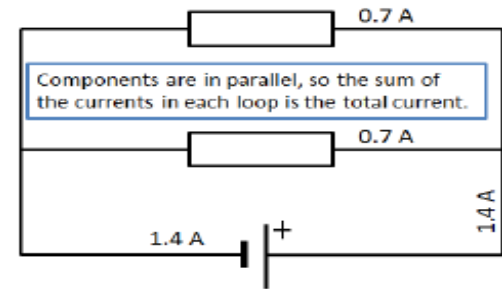 0.7 A
Components are in parallel, so the sum of
the currents in each loop is the total current.
0.7 A
1.4 A
1.4 A
+